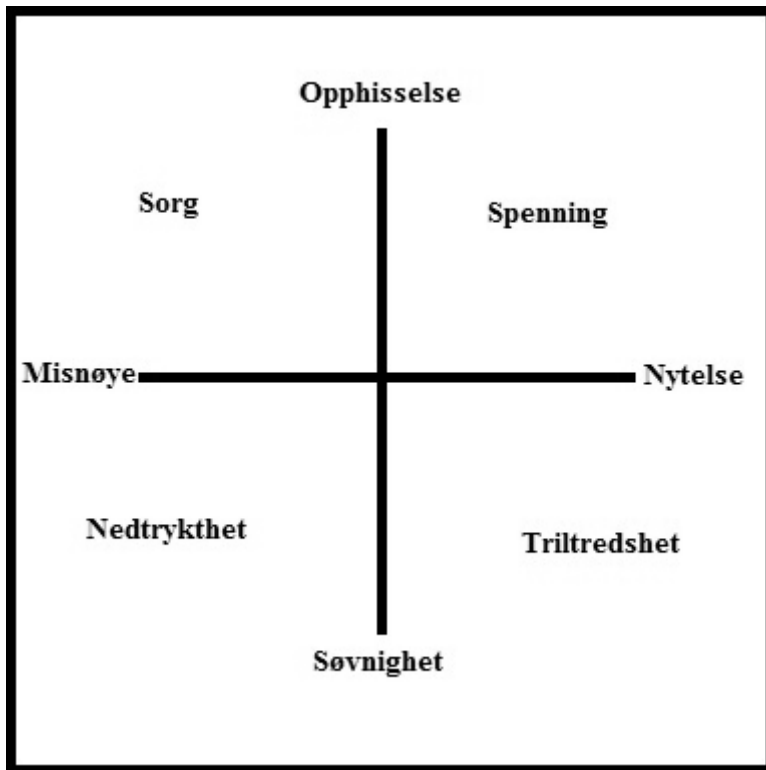 Opphisselse
Sorg
Spenning
Misnøye
Nytelse
Nedtrykthet
Triltredshet
Søvnighet